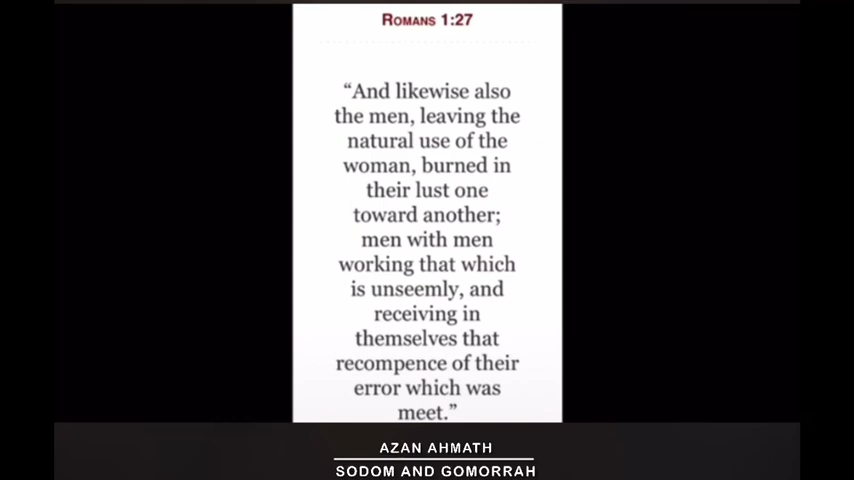 ROMANS 1:27
“And likewise also
the men, leaving the
natural use of the
woman, burned in
their lust one
toward another;
men with men
working that which
is unseemly, and
receiving in
themselves that
recompence of their
error which was
meet.”
AZAN AHMATH
SODOM AND GOMORRAH